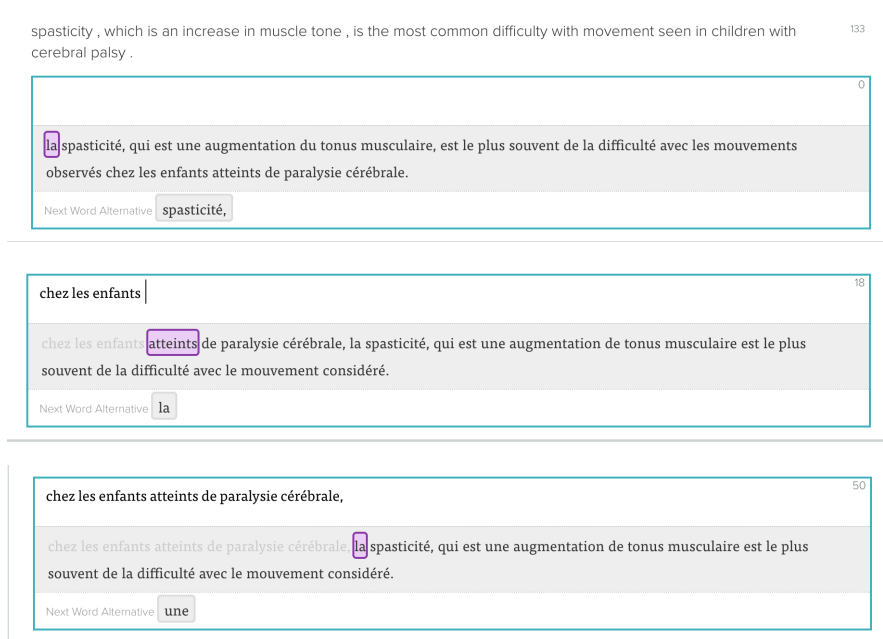 spasticity , which is an increase in muscle tone , is the most common difficulty with movement seen in children with
133
cerebral palsy .
0
la spasticité, qui est une augmentation du tonus musculaire, est le plus souvent de la difficulté avec les mouvements
observés chez les enfants atteints de paralysie cérébrale.
Next Word Alternative spasticité,
18
chez les enfants
chez les enfants atteints de paralysie cérébrale, la spasticité, qui est une augmentation de tonus musculaire est le plus
souvent de la difficulté avec le mouvement considéré.
Next Word Alternative la
50
chez les enfants atteints de paralysie cérébrale,
chez les enfants atteints de paralysie cérébrale, la spasticité, qui est une augmentation de tonus musculaire est le plus
souvent de la difficulté avec le mouvement considéré.
Next Word Alternative une